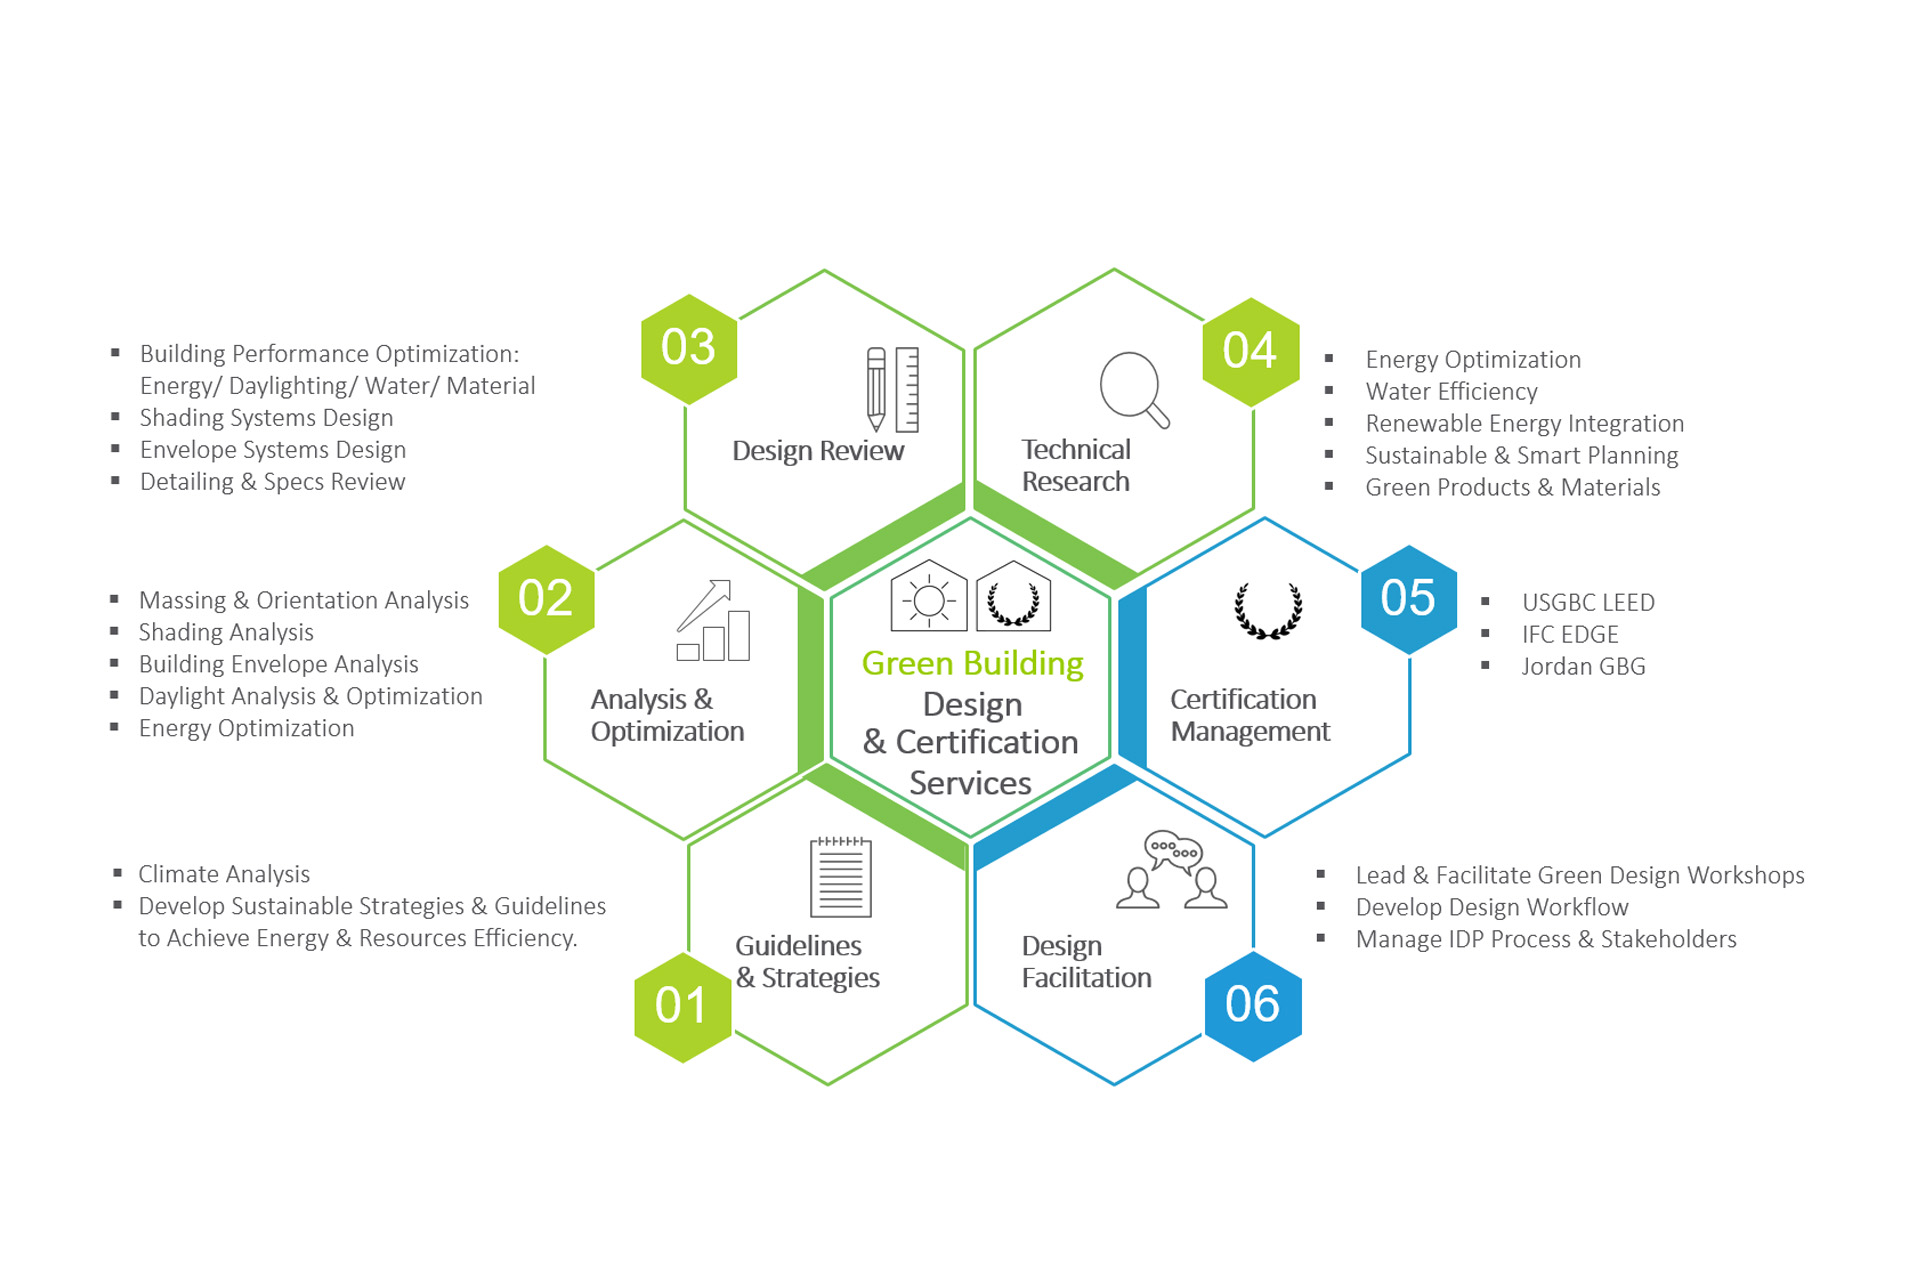 03
▪ Building Performance Optimization:
Energy/ Daylighting/ Water/ Material
▪ Shading Systems Design
▪ Envelope Systems Design
▪ Detailing & Specs Review
Design Review
04
Technical
Research
▪ Energy Optimization
▪ Water Efficiency
▪ Renewable Energy Integration
▪ Sustainable & Smart Planning
▪ Green Products & Materials
02
▪ Massing & Orientation Analysis
▪ Shading Analysis
▪ Building Envelope Analysis
▪ Daylight Analysis & Optimization
▪ Energy Optimization
Analysis &
Optimization
Green Building
Design
& Certification
Services
05
Certification
Management
▪ USGBC LEED
▪ IFC EDGE
▪ Jordan GBG
▪ Climate Analysis
▪ Develop Sustainable Strategies & Guidelines
to Achieve Energy & Resources Efficiency.
01
Guidelines
& Strategies
Design
Facilitation
06
▪ Lead & Facilitate Green Design Workshops
▪ Develop Design Workflow
▪ Manage IDP Process & Stakeholders